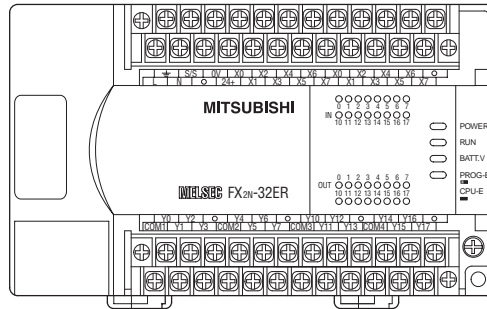 S/S 0V X0 X2 X4 X6 X0 X2 X4 X6
L N 24+ X1 X3 X5 X7 X1 X3 X5 X7
MITSUBISHI
0 1 2 3 4 5 6 7
IN
10 11 12 13 14 15 16 17
POWER
RUN
BATT.V
PROG-E
CPU-E
MELSEC FX2N-32ER
0 1 2 3 4 5 6 7
OUT
10 11 12 13 14 15 16 17
Y0 Y2 Y4 Y6 Y10 Y12 Y14 Y16
COM1 Y1 Y3 COM2 Y5 Y7 COM3 Y11 Y13 COM4 Y15 Y17